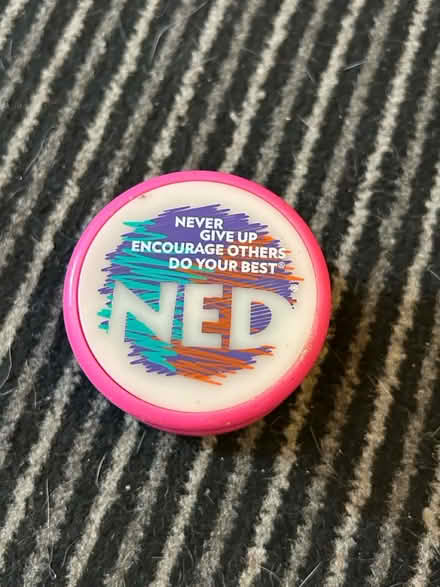 NEVER
GIVE UP
ENCOURAGE OTHERS
DO YOUR BEST®
NED®